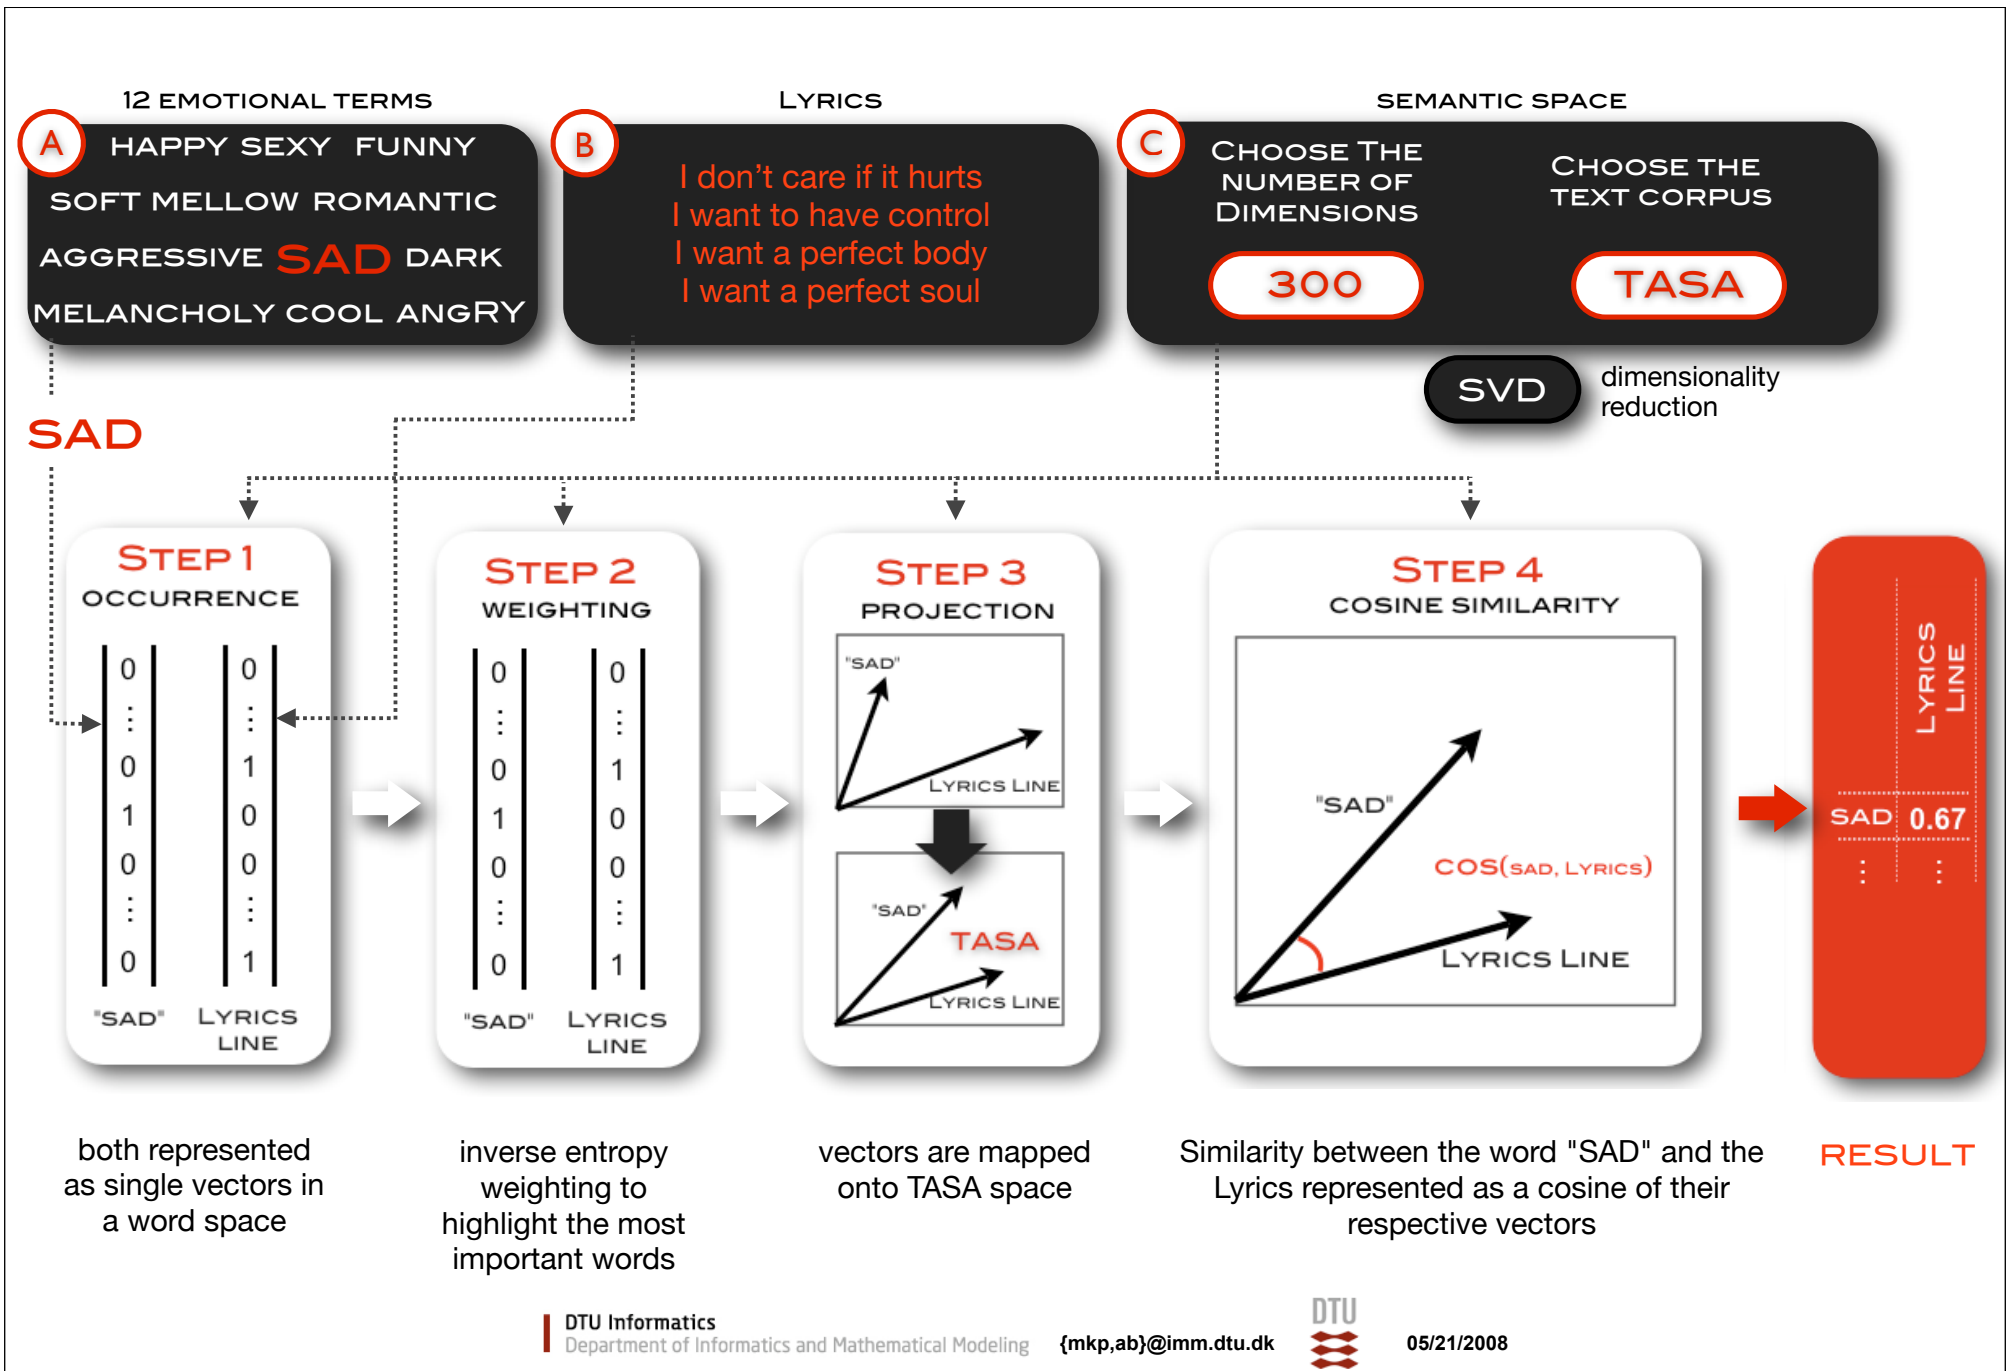 12 EMOTIONAL TERMS
A
HAPPY SEXY FUNNY
SOFT MELLOW ROMANTIC
AGGRESSIVE SAD DARK
MELANCHOLY COOL ANGRY
LYRICS
B
I don't care if it hurts
I want to have control
I want a perfect body
I want a perfect soul
SEMANTIC SPACE
C
CHOOSE THE
NUMBER OF
DIMENSIONS
300
CHOOSE THE
TEXT CORPUS
TASA
SVD
dimensionality
reduction
SAD
STEP 1
OCCURRENCE
0
⋮
0
1
0
⋮
0
"SAD"
0
⋮
1
0
0
⋮
1
LYRICS
LINE
both represented
as single vectors in
a word space
STEP 2
WEIGHTING
0
⋮
0
1
0
⋮
0
"SAD"
0
⋮
1
0
0
⋮
1
LYRICS
LINE
inverse entropy
weighting to
highlight the most
important words
STEP 3
PROJECTION
"SAD"
LYRICS LINE
"SAD"
TASA
LYRICS LINE
vectors are mapped
onto TASA space
STEP 4
COSINE SIMILARITY
"SAD"
COS(SAD, LYRICS)
LYRICS LINE
Similarity between the word "SAD" and the
Lyrics represented as a cosine of their
respective vectors
LYRICS
LINE
SAD 0.67
⋮ ⋮
RESULT
DTU Informatics
Department of Informatics and Mathematical Modeling
{mkp,ab}@imm.dtu.dk
DTU
05/21/2008